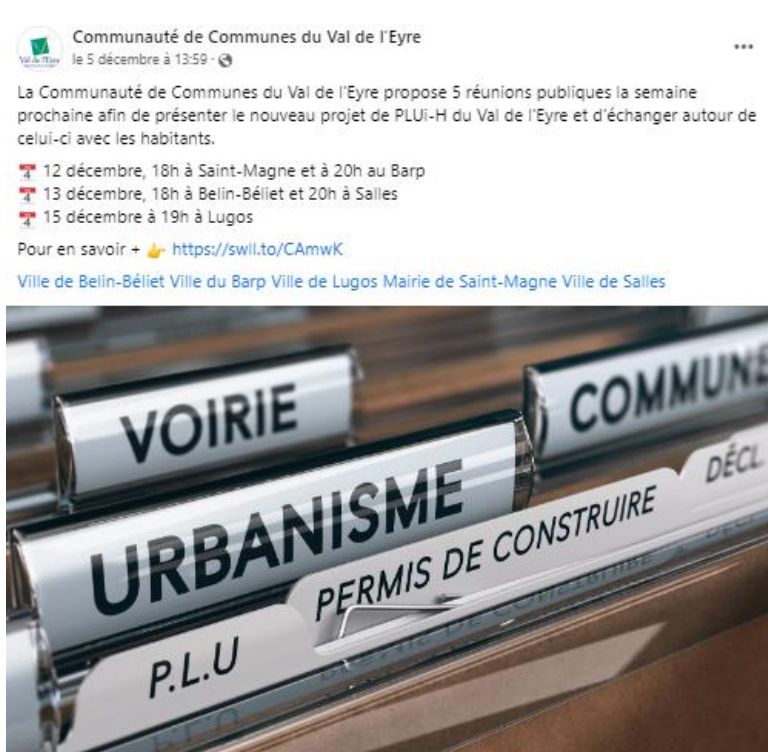 Communauté de Communes du Val de l'Eyre
le 5 décembre à 13:59 ·
La Communauté de Communes du Val de l'Eyre propose 5 réunions publiques la semaine
prochaine afin de présenter le nouveau projet de PLUi-H du Val de l'Eyre et d'échanger autour de
celui-ci avec les habitants.
12 décembre, 18h à Saint-Magne et à 20h au Barp
13 décembre, 18h à Belin-Béliet et 20h à Salles
15 décembre à 19h à Lugos
Pour en savoir + 👉 https://swll.to/CAmwK
Ville de Belin-Béliet Ville du Barp Ville de Lugos Mairie de Saint-Magne Ville de Salles
VOIRIE
COMMUNE
URBANISME
PERMIS DE CONSTRUIRE
DÉCL
P.L.U